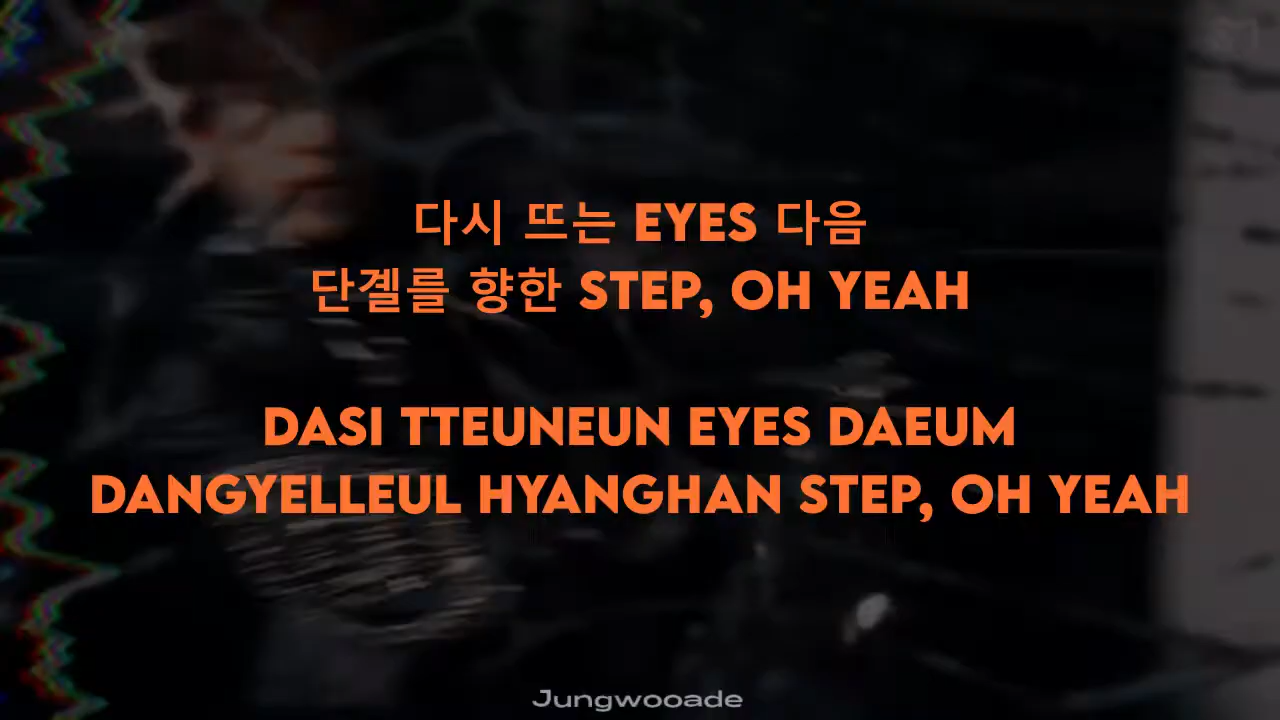 다시 뜨는 EYES 다음
단곌를 향한 STEP, OH YEAH
DASI TTEUNEUN EYES DAEUM
DANGYELLEUL HYANGHAN STEP, OH YEAH
Jungwooade